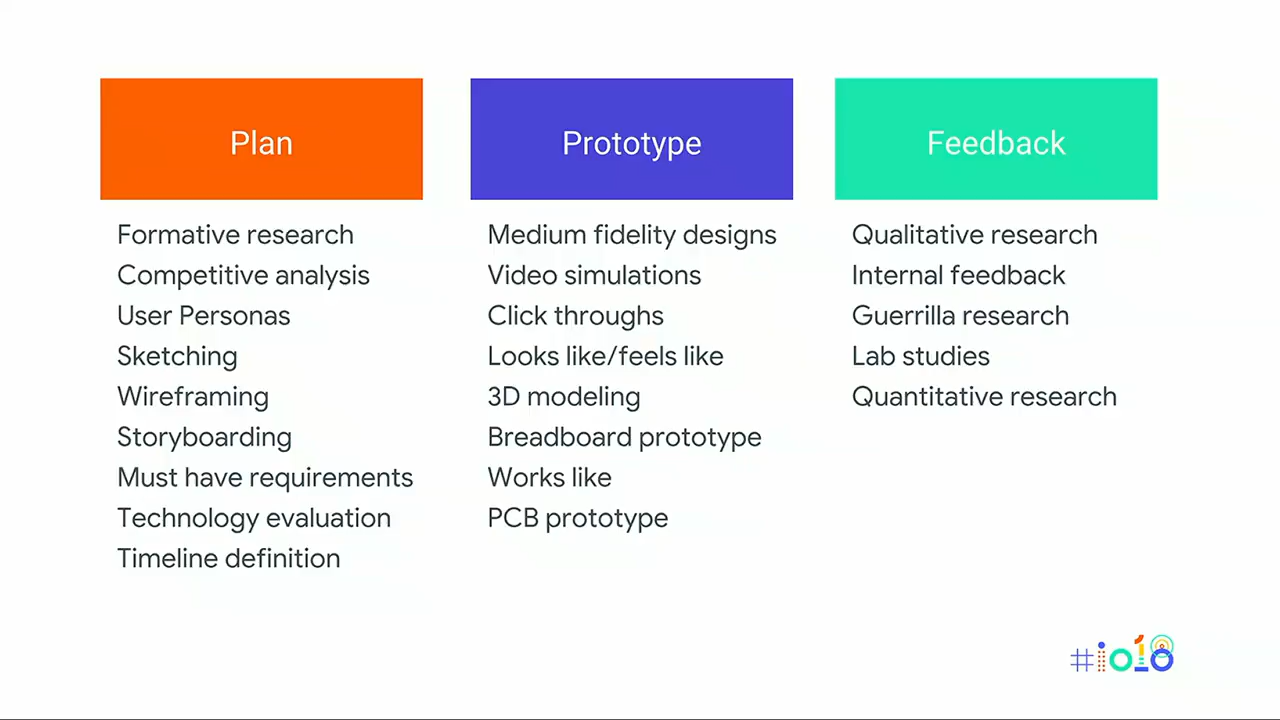 Plan
Formative research
Competitive analysis
User Personas
Sketching
Wireframing
Storyboarding
Must have requirements
Technology evaluation
Timeline definition
Prototype
Medium fidelity designs
Video simulations
Click throughs
Looks like/feels like
3D modeling
Breadboard prototype
Works like
PCB prototype
Feedback
Qualitative research
Internal feedback
Guerrilla research
Lab studies
Quantitative research
#io18